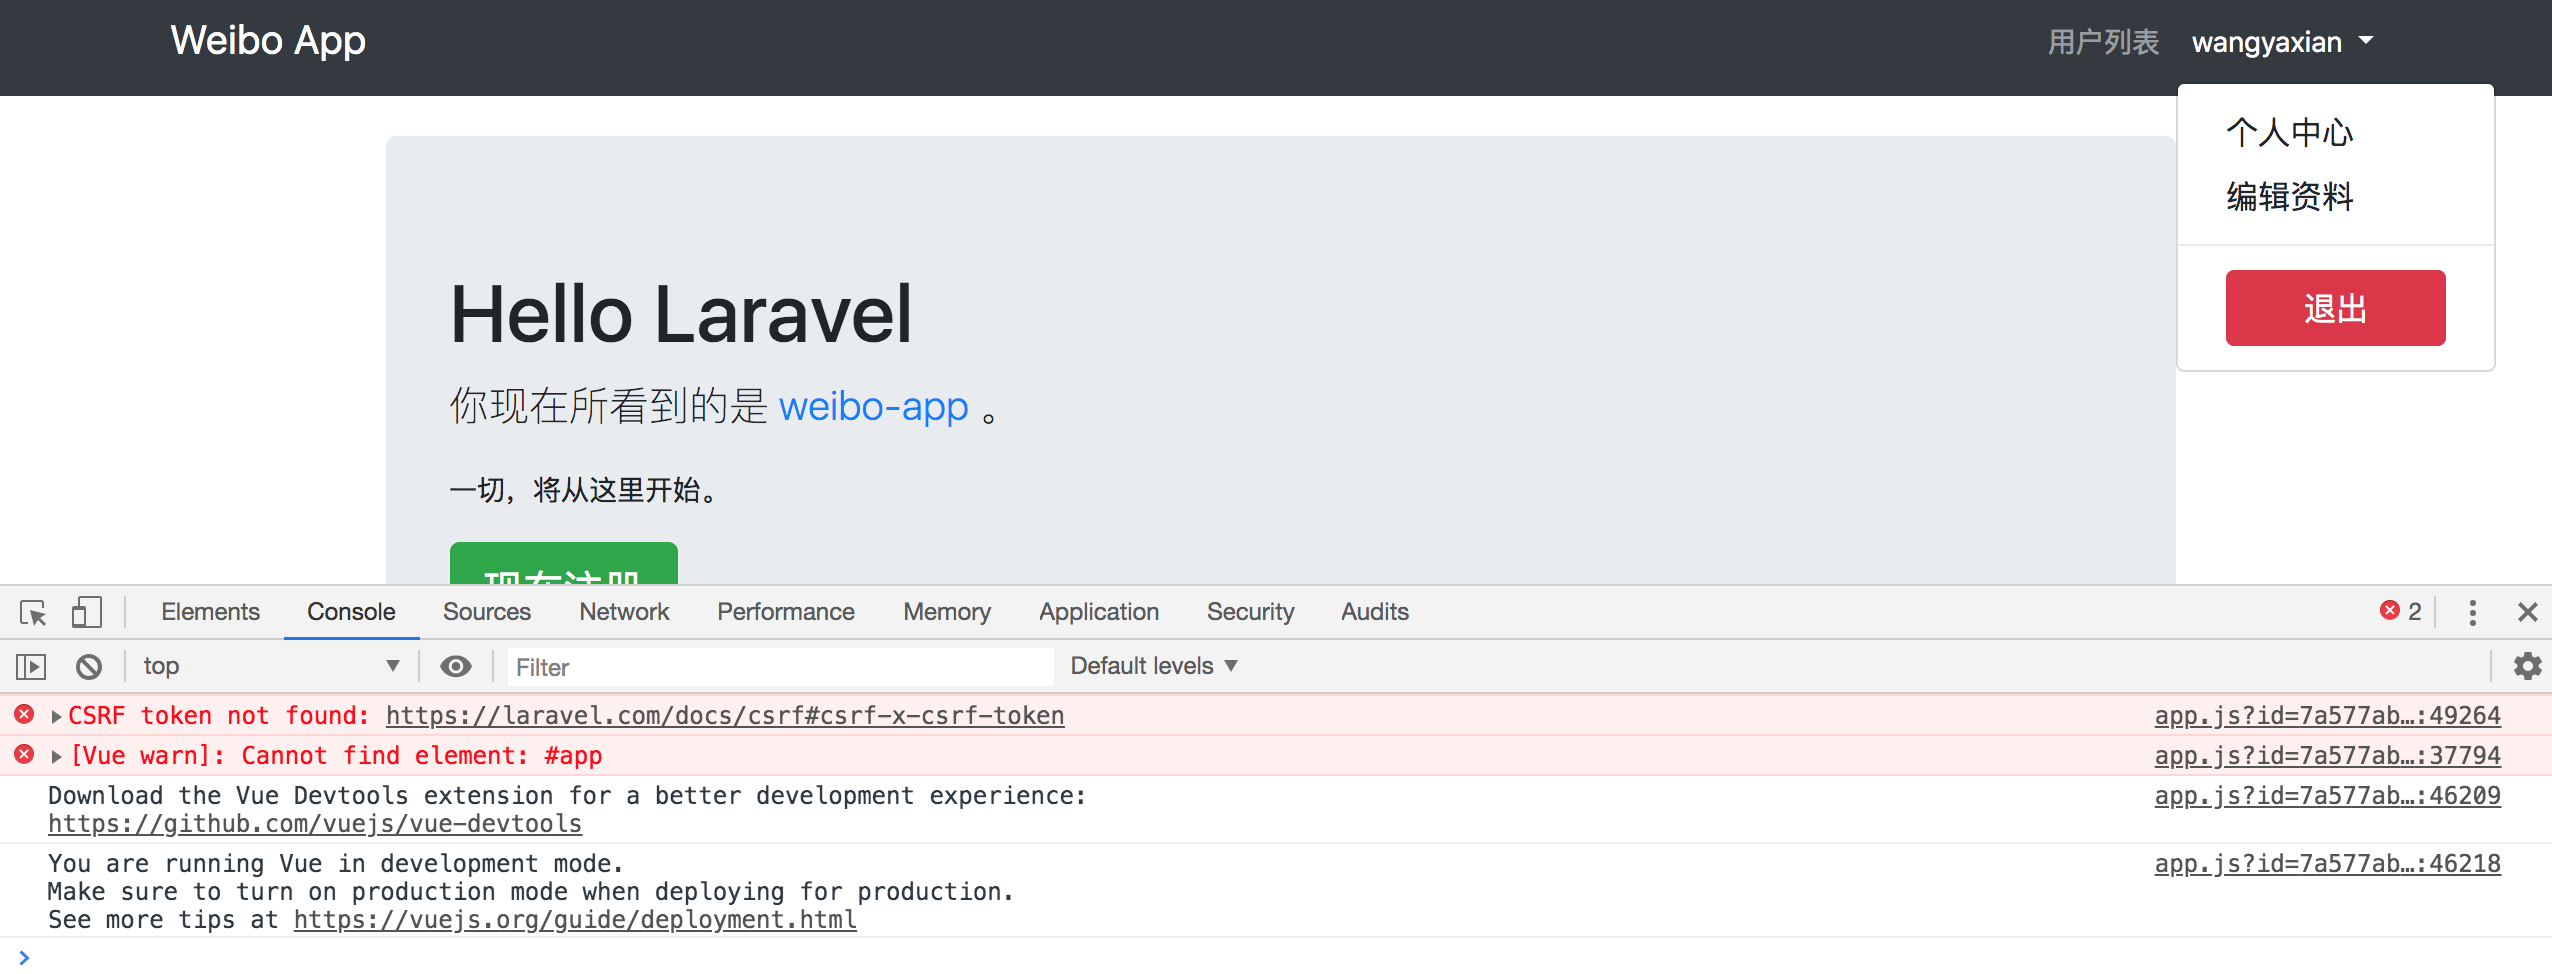 Weibo App
用户列表 wangyaxian
个人中心
编辑资料
退出
Hello Laravel
你现在所看到的是 weibo-app 。
一切，将从这里开始。
现在注册
Elements Console Sources Network Performance Memory Application Security Audits 2
top Filter Default levels
CSRF token not found: https://laravel.com/docs/csrf#csrf-x-csrf-token app.js?id=7a577ab…:49264
[Vue warn]: Cannot find element: #app app.js?id=7a577ab…:37794
Download the Vue Devtools extension for a better development experience: app.js?id=7a577ab…:46209
https://github.com/vuejs/vue-devtools
You are running Vue in development mode. app.js?id=7a577ab…:46218
Make sure to turn on production mode when deploying for production.
See more tips at https://vuejs.org/guide/deployment.html